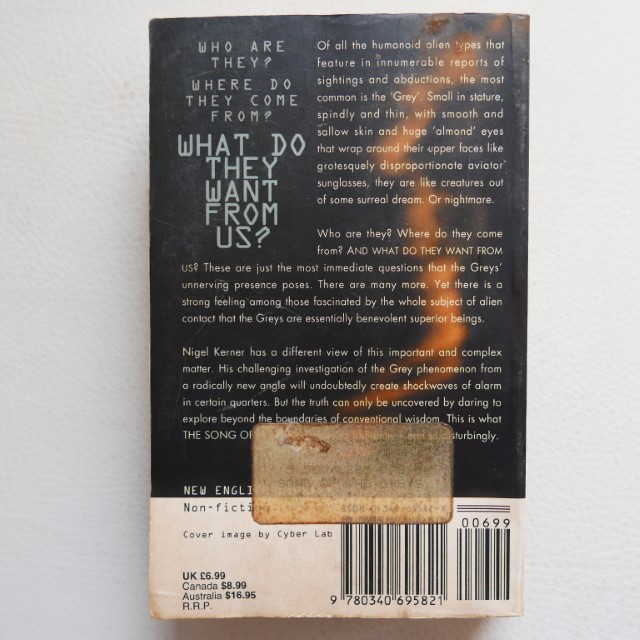 WHO ARE
THEY?
WHERE DO
THEY COME
FROM?
WHAT DO
THEY
WANT
FROM
US?
Of all the humanoid alien types that
feature in innumerable reports of
sightings and abductions, the most
common is the 'Grey'. Small in stature,
spindly and thin, with smooth and
sallow skin and huge 'almond' eyes
that wrap around their upper faces like
grotesquely disproportionate aviator'
sunglasses, they are like creatures out
of some surreal dream. Or nightmare.
Who are they? Where do they come
from? AND WHAT DO THEY WANT FROM
US? These are just the most immediate questions that the Greys'
unnerving presence poses. There are many more. Yet there is a
strong feeling among those fascinated by the whole subject of alien
contact that the Greys are essentially benevolent superior beings.
Nigel Kerner has a different view of this important and complex
matter. His challenging investigation of the Grey phenomenon from
a radically new angle will undoubtedly create shockwaves of alarm
in certain quarters. But the truth can only be uncovered by daring to
explore beyond the boundaries of conventional wisdom. This is what
THE SONG OF and so disturbingly.
SONG OF THE GREYS
NEW ENGLI
Non-ficti
Cover image by Cyber Lab
00699
UK £6.99
Canada $8.99
Australia $16.95
R.R.P.
9 780340 695821